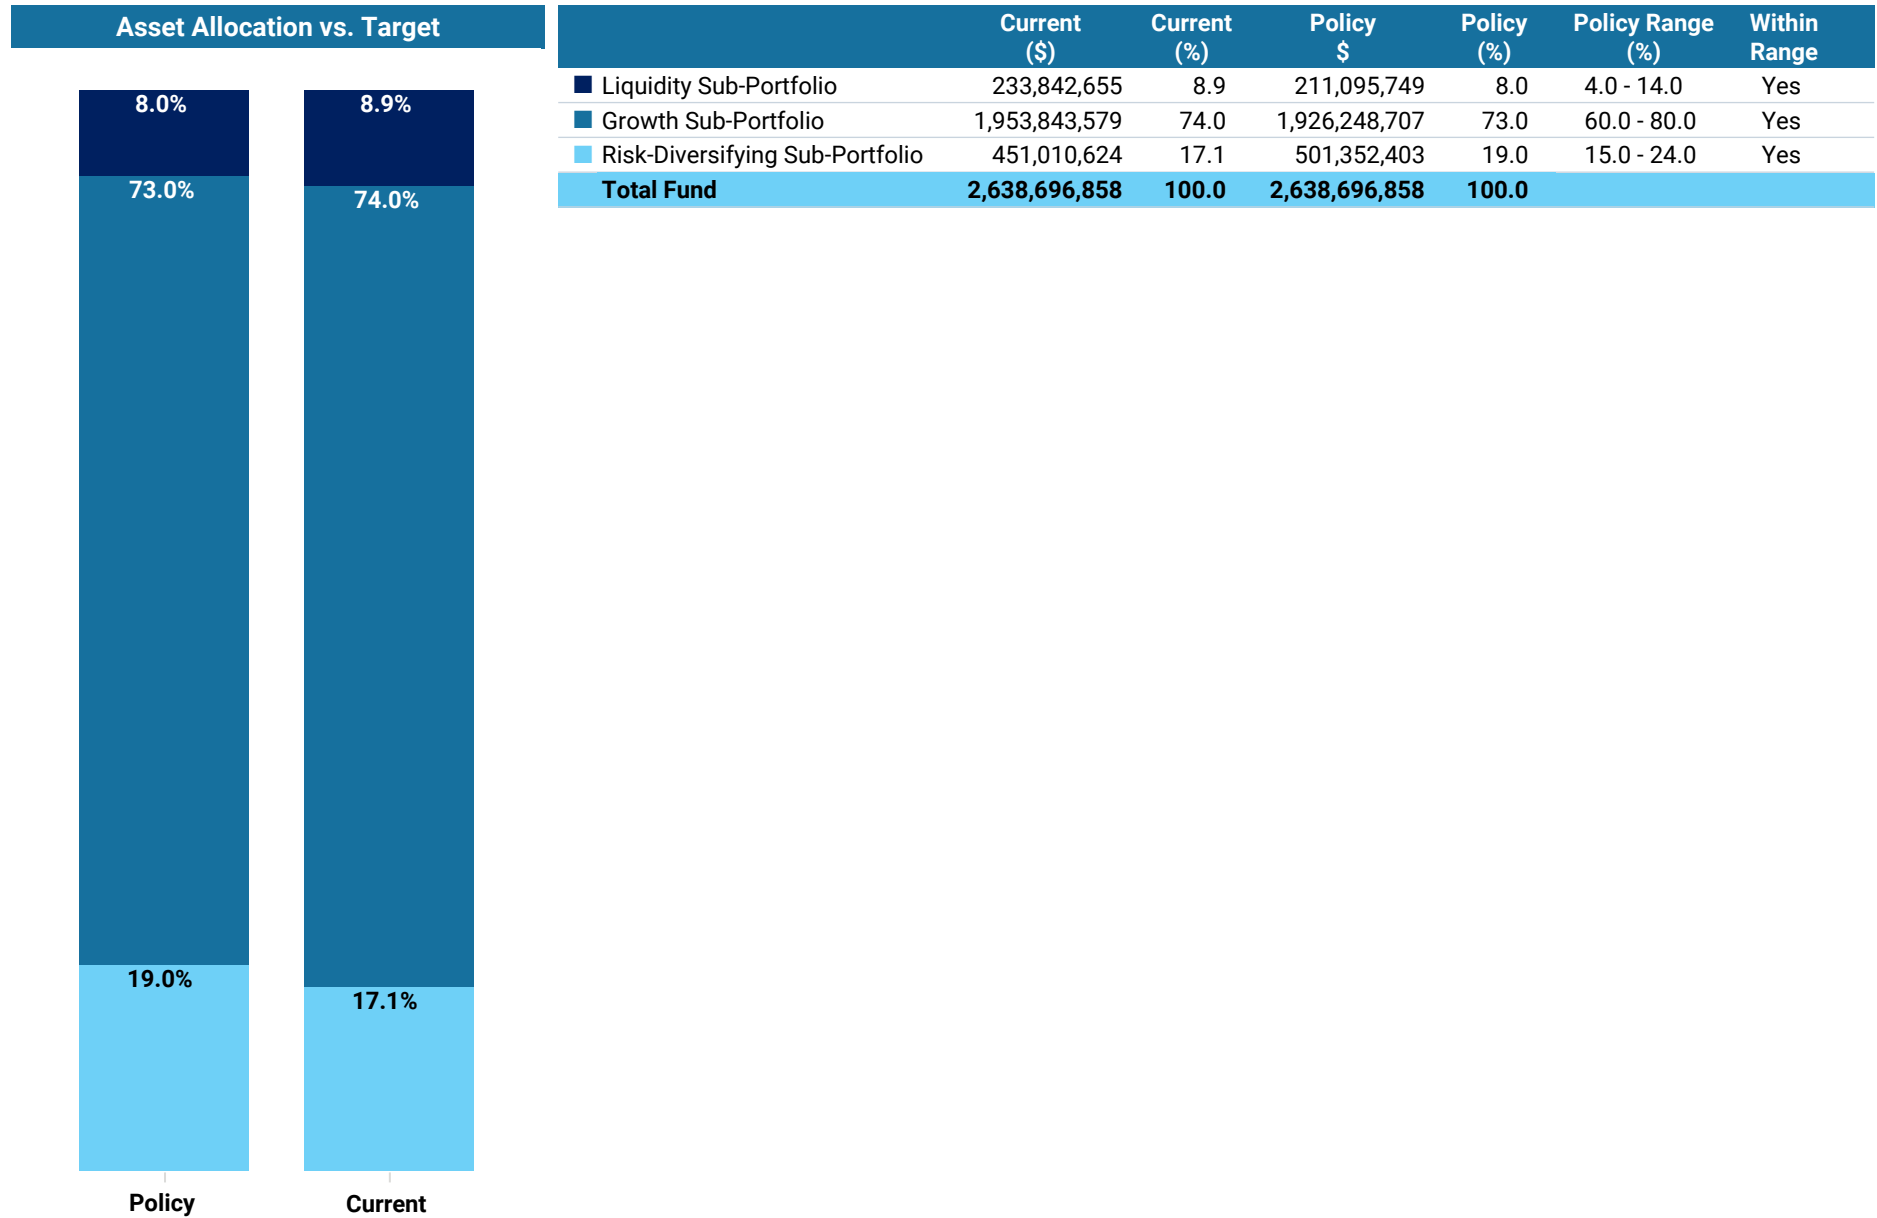 Asset Allocation vs. Target
8.0%
8.9%
73.0%
74.0%
19.0%
17.1%
Policy
Current
Current ($) Current (%) Policy $ Policy (%) Policy Range (%) Within Range
Liquidity Sub-Portfolio 233,842,655 8.9 211,095,749 8.0 4.0 - 14.0 Yes
Growth Sub-Portfolio 1,953,843,579 74.0 1,926,248,707 73.0 60.0 - 80.0 Yes
Risk-Diversifying Sub-Portfolio 451,010,624 17.1 501,352,403 19.0 15.0 - 24.0 Yes
Total Fund 2,638,696,858 100.0 2,638,696,858 100.0